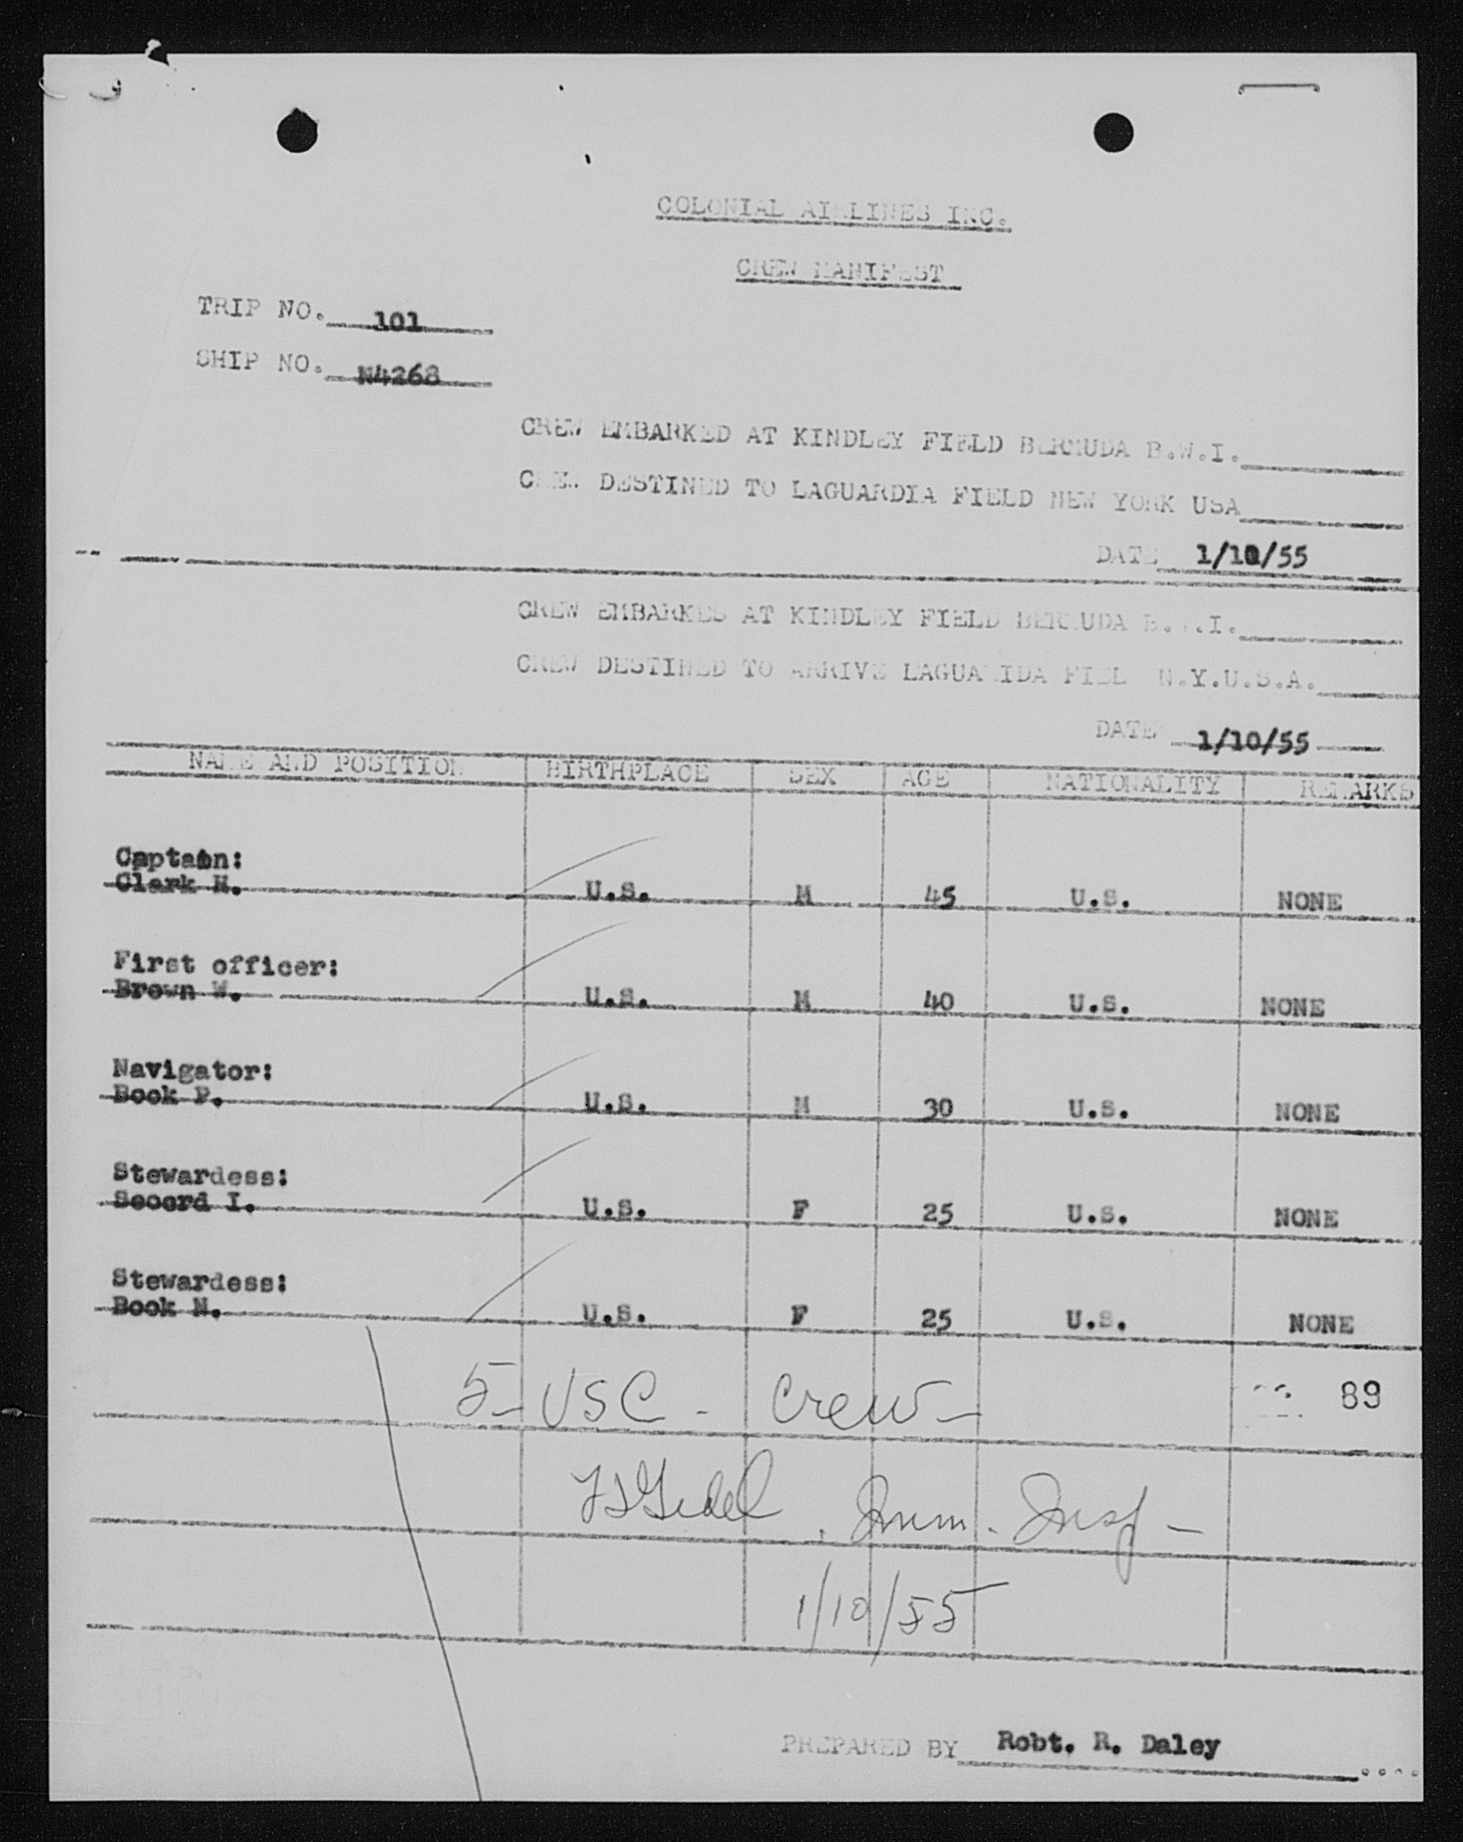 COLONIAL AIRLINES INC.
CREW MANIFEST
TRIP NO. 101
SHIP NO. N4268
CREW EMBARKED AT KINDLEY FIELD BERMUDA B.W.I.
CREW DESTINED TO LAGUARDIA FIELD NEW YORK USA
DATE 1/10/55
CREW EMBARKES AT KINDLEY FIELD BERMUDA B.W.I.
CREW DESTINED TO ARRIVE LAGUARIDA FIELD N.Y.U.S.A.
DATE 1/10/55
NAME AND POSITION BIRTHPLACE SEX AGE NATIONALITY REMARKS
Captain:
Clark H. U.S. M 45 U.S. NONE
First officer:
Brown W. U.S. M 40 U.S. NONE
Navigator:
Book P. U.S. M 30 U.S. NONE
Stewardess:
Secord I. U.S. F 25 U.S. NONE
Stewardess:
Book N. U.S. F 25 U.S. NONE
5- USC - Crew - 89
Imm. Insp -
1/10/55
PREPARED BY Robt. R. Daley